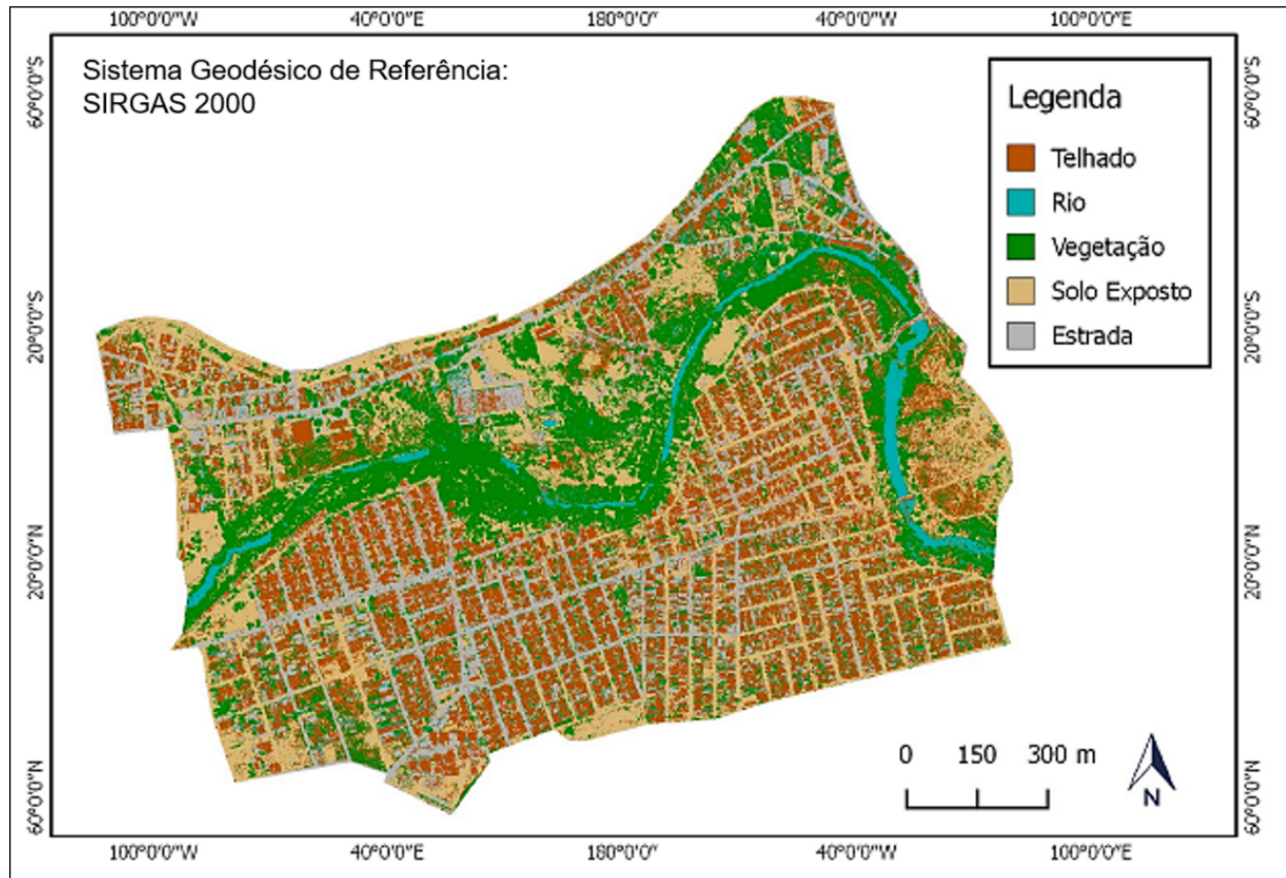 100°0'0"W 40°0'0"E 180°0'0" 40°0'0"W 100°0'0"E
60°0'0"S 20°0'0"S 20°0'0"N 60°0'0"N
Sistema Geodésico de Referência:
SIRGAS 2000
Legenda
Telhado
Rio
Vegetação
Solo Exposto
Estrada
60°0'0"S 20°0'0"S 20°0'0"N 60°0'0"N
0 150 300 m
N
100°0'0"W 40°0'0"E 180°0'0" 40°0'0"W 100°0'0"E